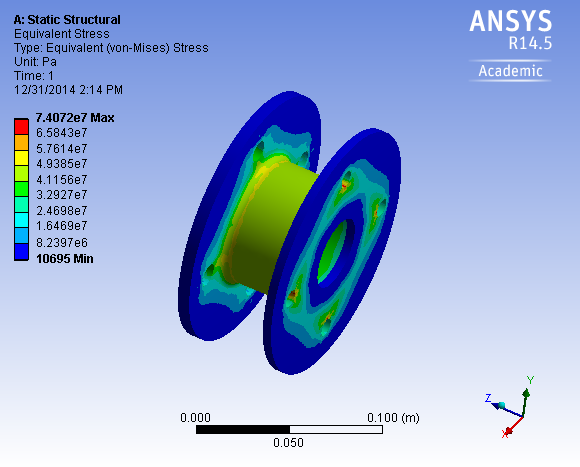 A: Static Structural
Equivalent Stress
Type: Equivalent (von-Mises) Stress
Unit: Pa
Time: 1
12/31/2014 2:14 PM
ANSYS
R14.5
Academic
7.4072e7 Max
6.5843e7
5.7614e7
4.9385e7
4.1156e7
3.2927e7
2.4698e7
1.6469e7
8.2397e6
10695 Min
0.000
0.100 (m)
0.050
Y
Z
X